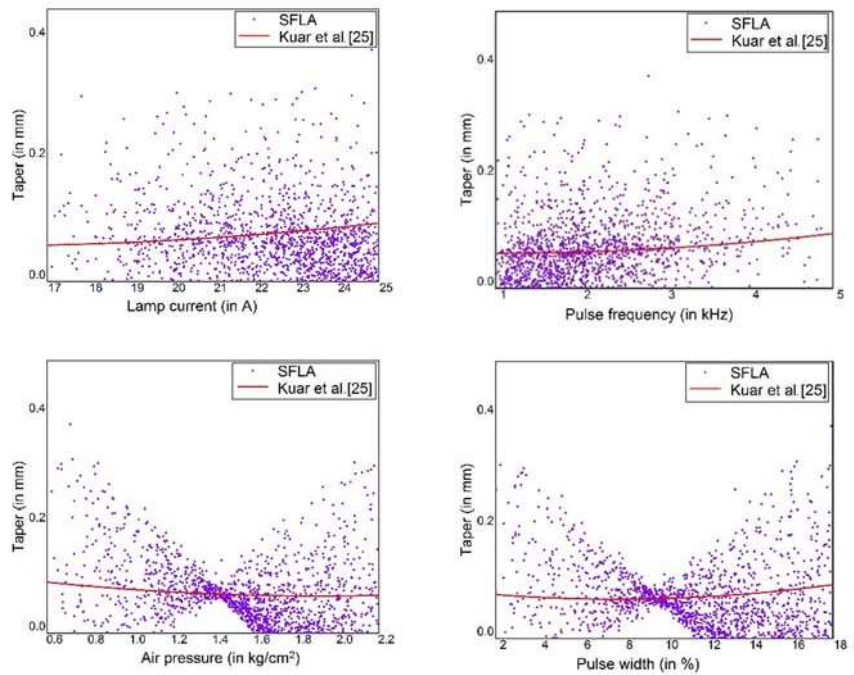 SFLA
Kuar et al.[25]
0.4
0.2
0.0
Taper (in mm)
17 18 19 20 21 22 23 24 25
Lamp current (in A)
SFLA
Kuar et al.[25]
0.4
0.2
0.0
Taper (in mm)
1 2 3 4 5
Pulse frequency (in kHz)
SFLA
Kuar et al.[25]
0.4
0.2
0.0
Taper (in mm)
0.6 0.8 1.0 1.2 1.4 1.6 1.8 2.0 2.2
Air pressure (in kg/cm²)
SFLA
Kuar et al.[25]
0.4
0.2
0.0
Taper (in mm)
2 4 6 8 10 12 14 16 18
Pulse width (in %)